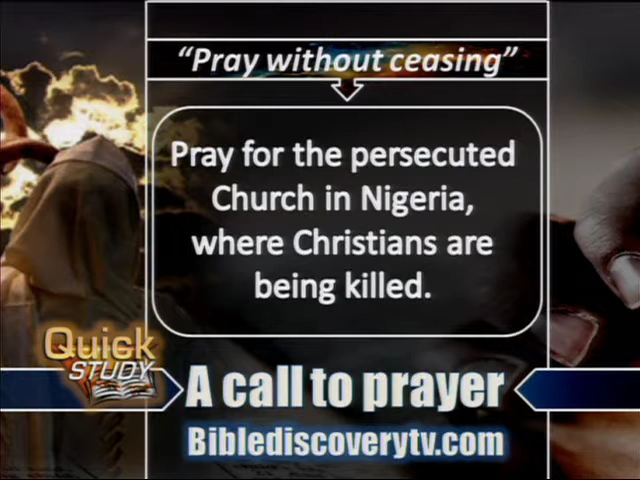 “Pray without ceasing”
Pray for the persecuted
Church in Nigeria,
where Christians are
being killed.
Quick
STUDY
A call to prayer
Biblediscoverytv.com